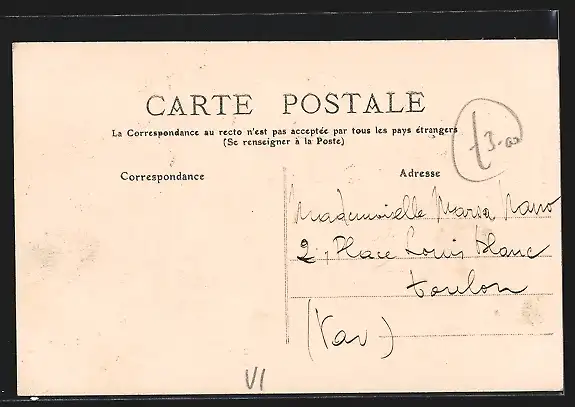 CARTE POSTALE
La Correspondance au recto n'est pas acceptée par tous les pays étrangers
(Se renseigner à la Poste)
Correspondance
Adresse
Mademoiselle Marsa
2, Place Louis Blanc
toulon
(Var)
VI